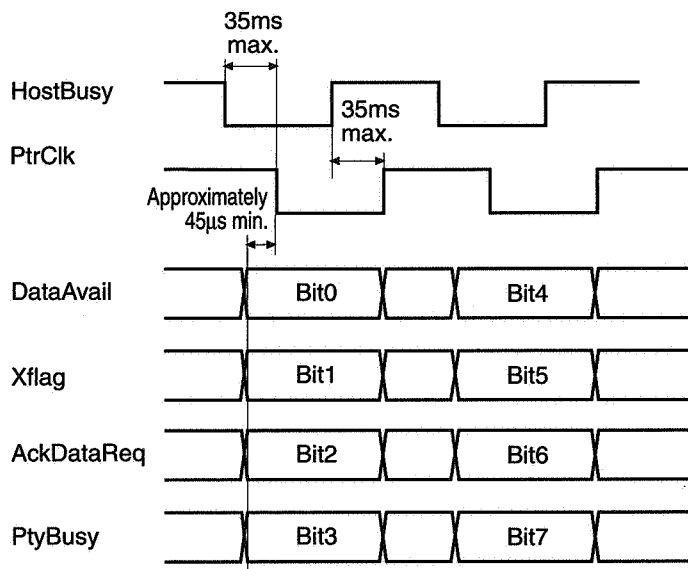 35ms
max.
HostBusy
35ms
max.
PtrClk
Approximately
45μs min.
DataAvail Bit0 Bit4
Xflag Bit1 Bit5
AckDataReq Bit2 Bit6
PtyBusy Bit3 Bit7